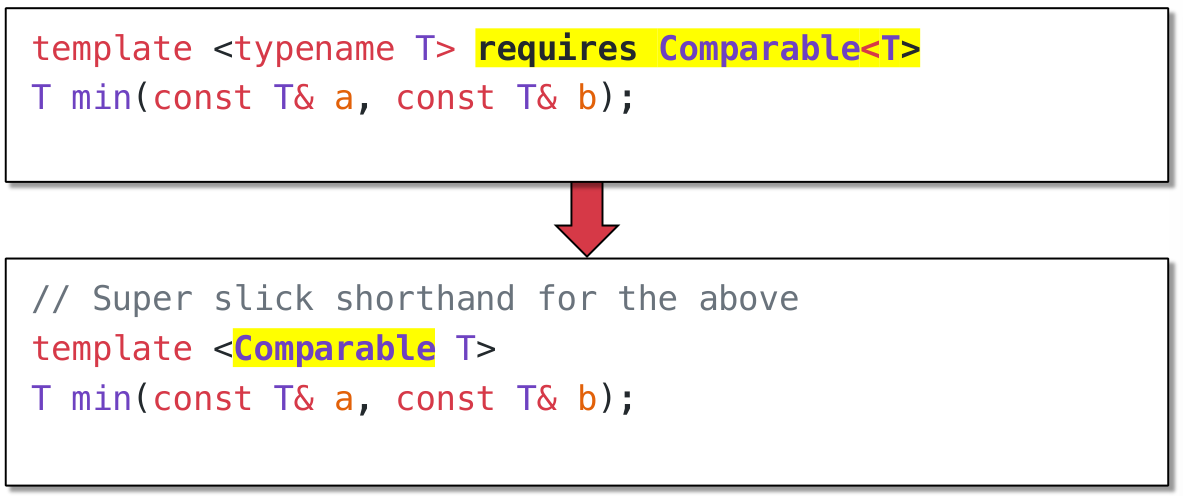 template <typename T> requires Comparable<T>
T min(const T& a, const T& b);
// Super slick shorthand for the above
template <Comparable T>
T min(const T& a, const T& b);